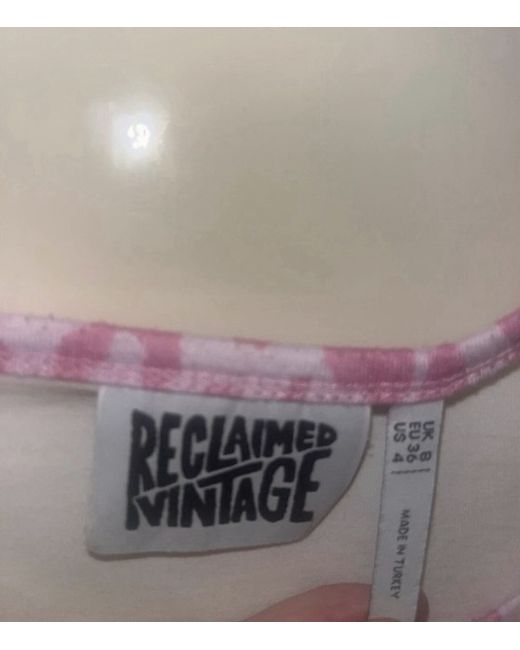 RECLAIMED
VINTAGE
UK 8
EU 36
US 4
MADE IN TURKEY